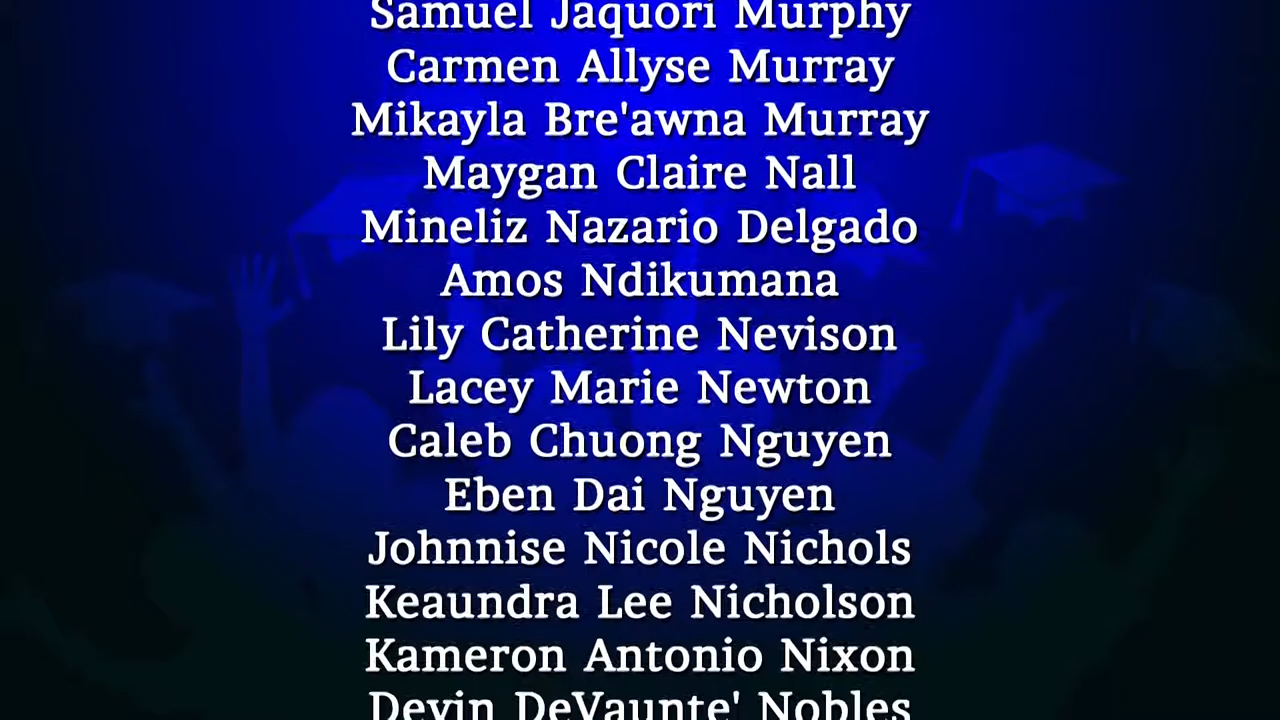 Samuel Jaquori Murphy
Carmen Allyse Murray
Mikayla Bre'awna Murray
Maygan Claire Nall
Mineliz Nazario Delgado
Amos Ndikumana
Lily Catherine Nevison
Lacey Marie Newton
Caleb Chuong Nguyen
Eben Dai Nguyen
Johnnise Nicole Nichols
Keaundra Lee Nicholson
Kameron Antonio Nixon
Devin DeVaunte' Nobles